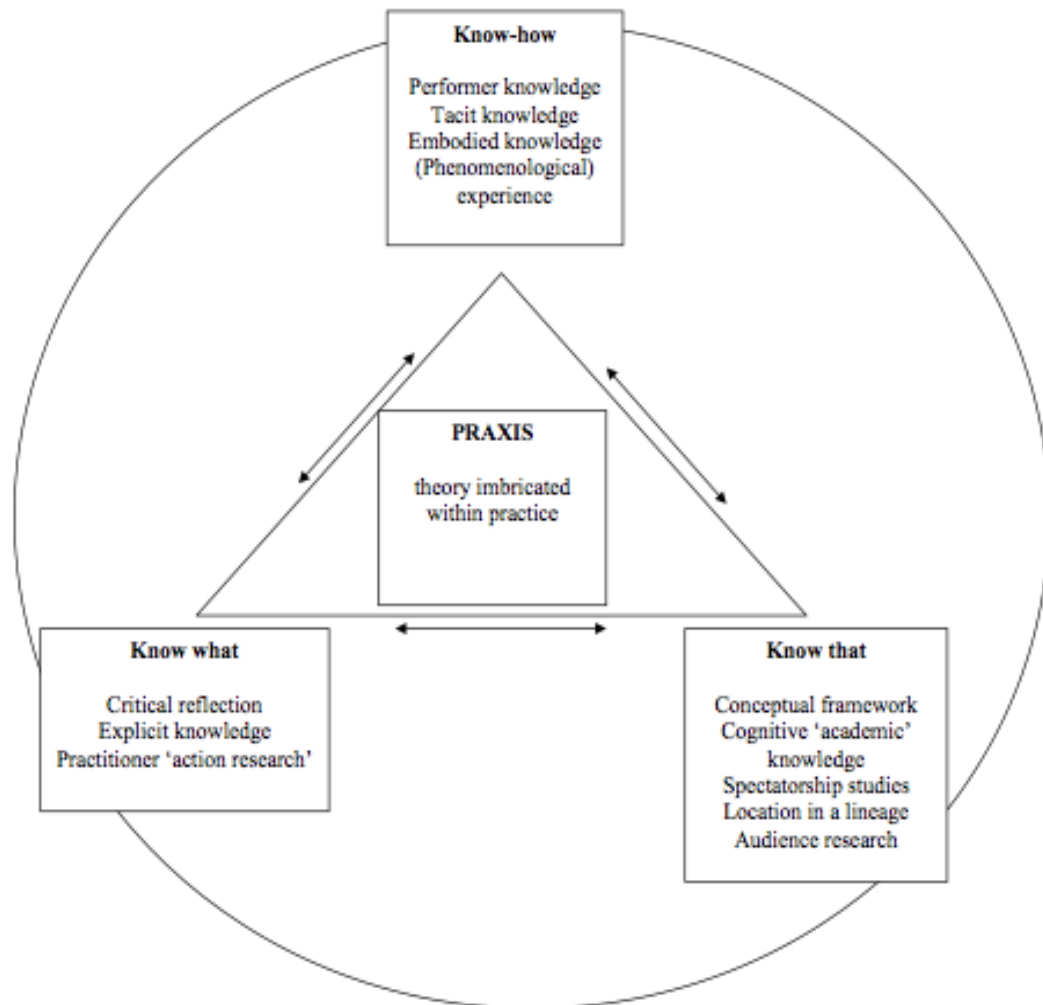 Know-how
Performer knowledge
Tacit knowledge
Embodied knowledge
(Phenomenological)
experience
PRAXIS
theory imbricated
within practice
Know what
Critical reflection
Explicit knowledge
Practitioner ‘action research’
Know that
Conceptual framework
Cognitive ‘academic’
knowledge
Spectatorship studies
Location in a lineage
Audience research